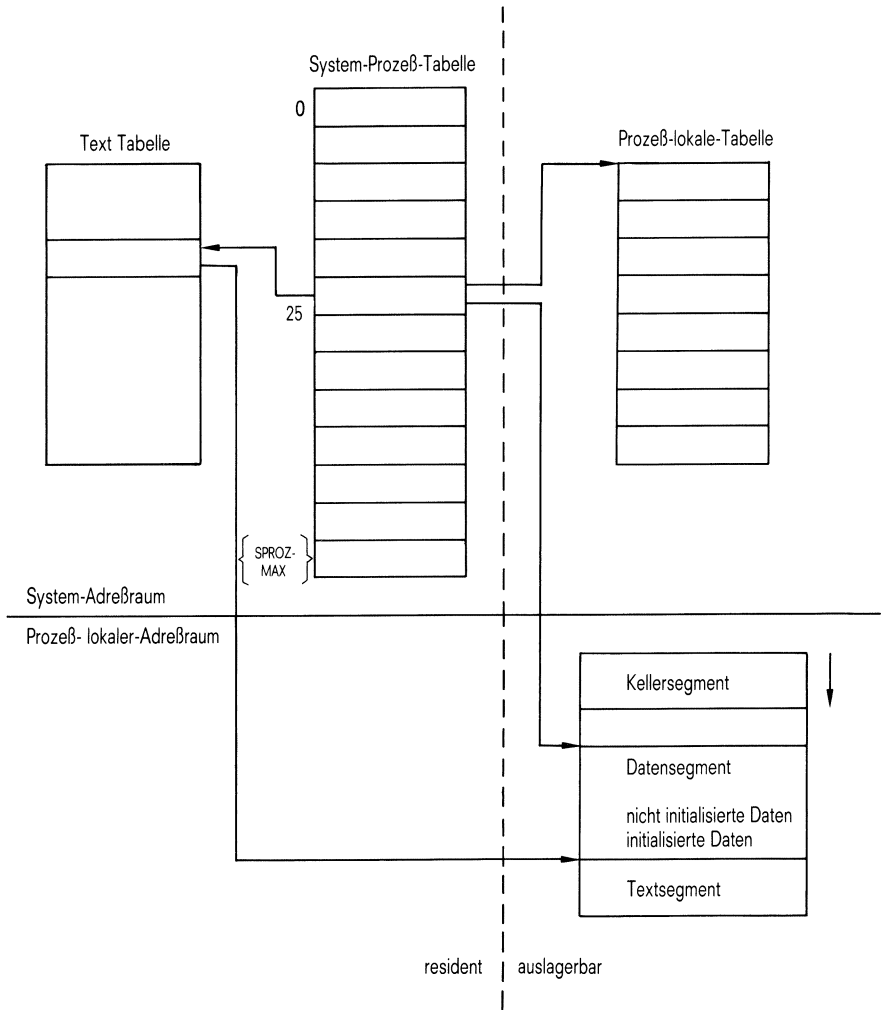 System-Prozeß-Tabelle
0
Text Tabelle
Prozeß-lokale-Tabelle
25
SPROZ-
MAX
System-Adreßraum
Prozeß- lokaler-Adreßraum
Kellersegment
Datensegment
nicht initialisierte Daten
initialisierte Daten
Textsegment
resident
auslagerbar